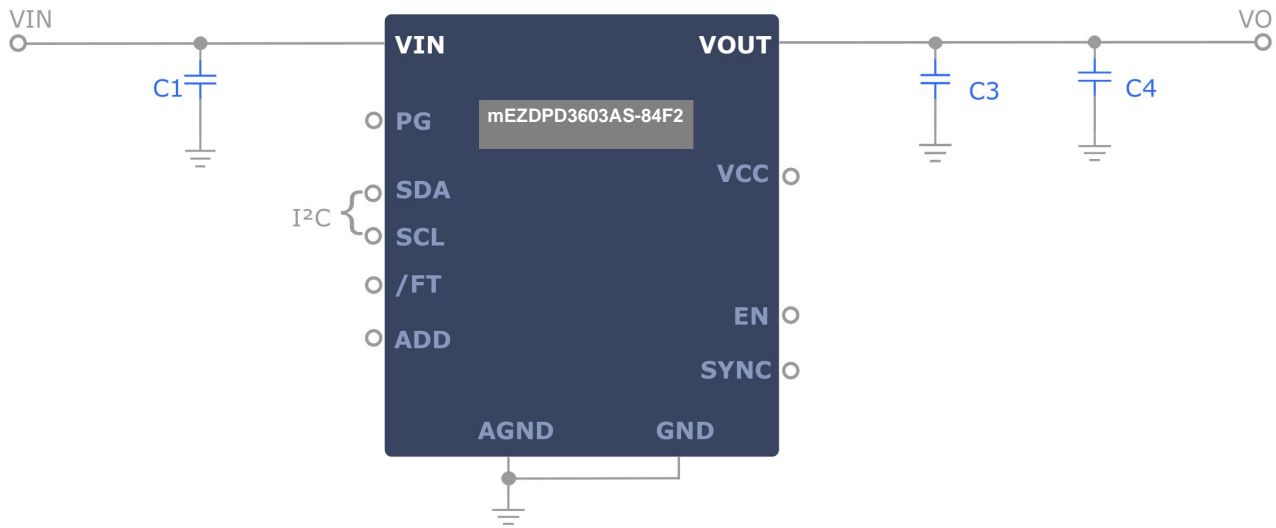 VIN
VO
VIN
VOUT
C1
C3
C4
mEZDPD3603AS-84F2
PG
VCC
SDA
I²C
SCL
/FT
EN
ADD
SYNC
AGND
GND